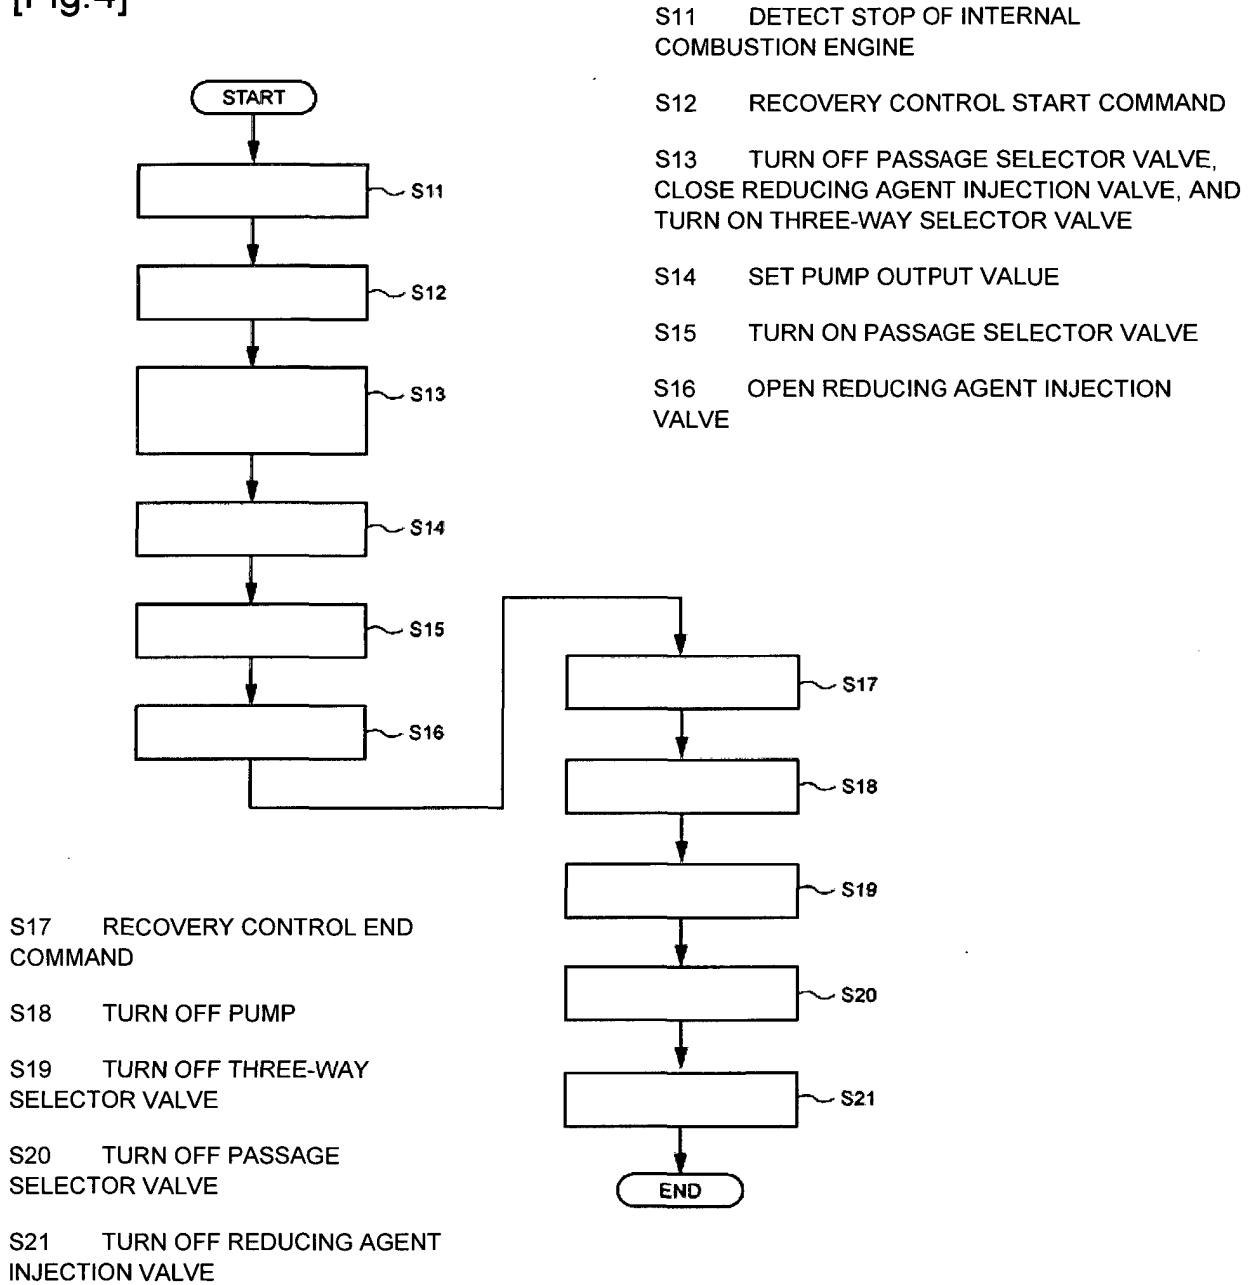 [Fig.4]
S11 DETECT STOP OF INTERNAL
COMBUSTION ENGINE
S12 RECOVERY CONTROL START COMMAND
S13 TURN OFF PASSAGE SELECTOR VALVE,
CLOSE REDUCING AGENT INJECTION VALVE, AND
TURN ON THREE-WAY SELECTOR VALVE
S14 SET PUMP OUTPUT VALUE
S15 TURN ON PASSAGE SELECTOR VALVE
S16 OPEN REDUCING AGENT INJECTION
VALVE
START
S11
S12
S13
S14
S15
S16
S17
S18
S19
S20
S21
END
S17 RECOVERY CONTROL END
COMMAND
S18 TURN OFF PUMP
S19 TURN OFF THREE-WAY
SELECTOR VALVE
S20 TURN OFF PASSAGE
SELECTOR VALVE
S21 TURN OFF REDUCING AGENT
INJECTION VALVE